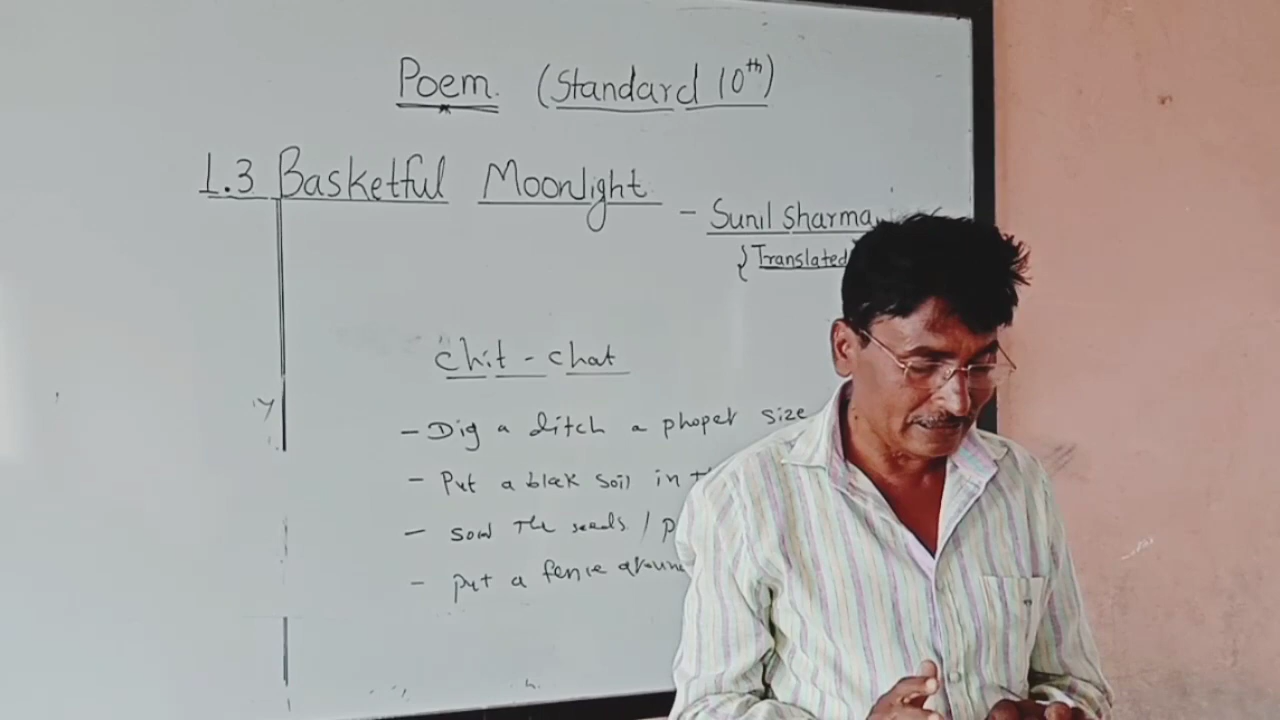 Poem. (Standard 10th)
1.3 Basketful Moonlight
- Sunil Sharma
{Translated
Chit - Chat
- Dig a ditch a phoper size
- Put a blak soil in
- Sow The seeds /
- Put a fence